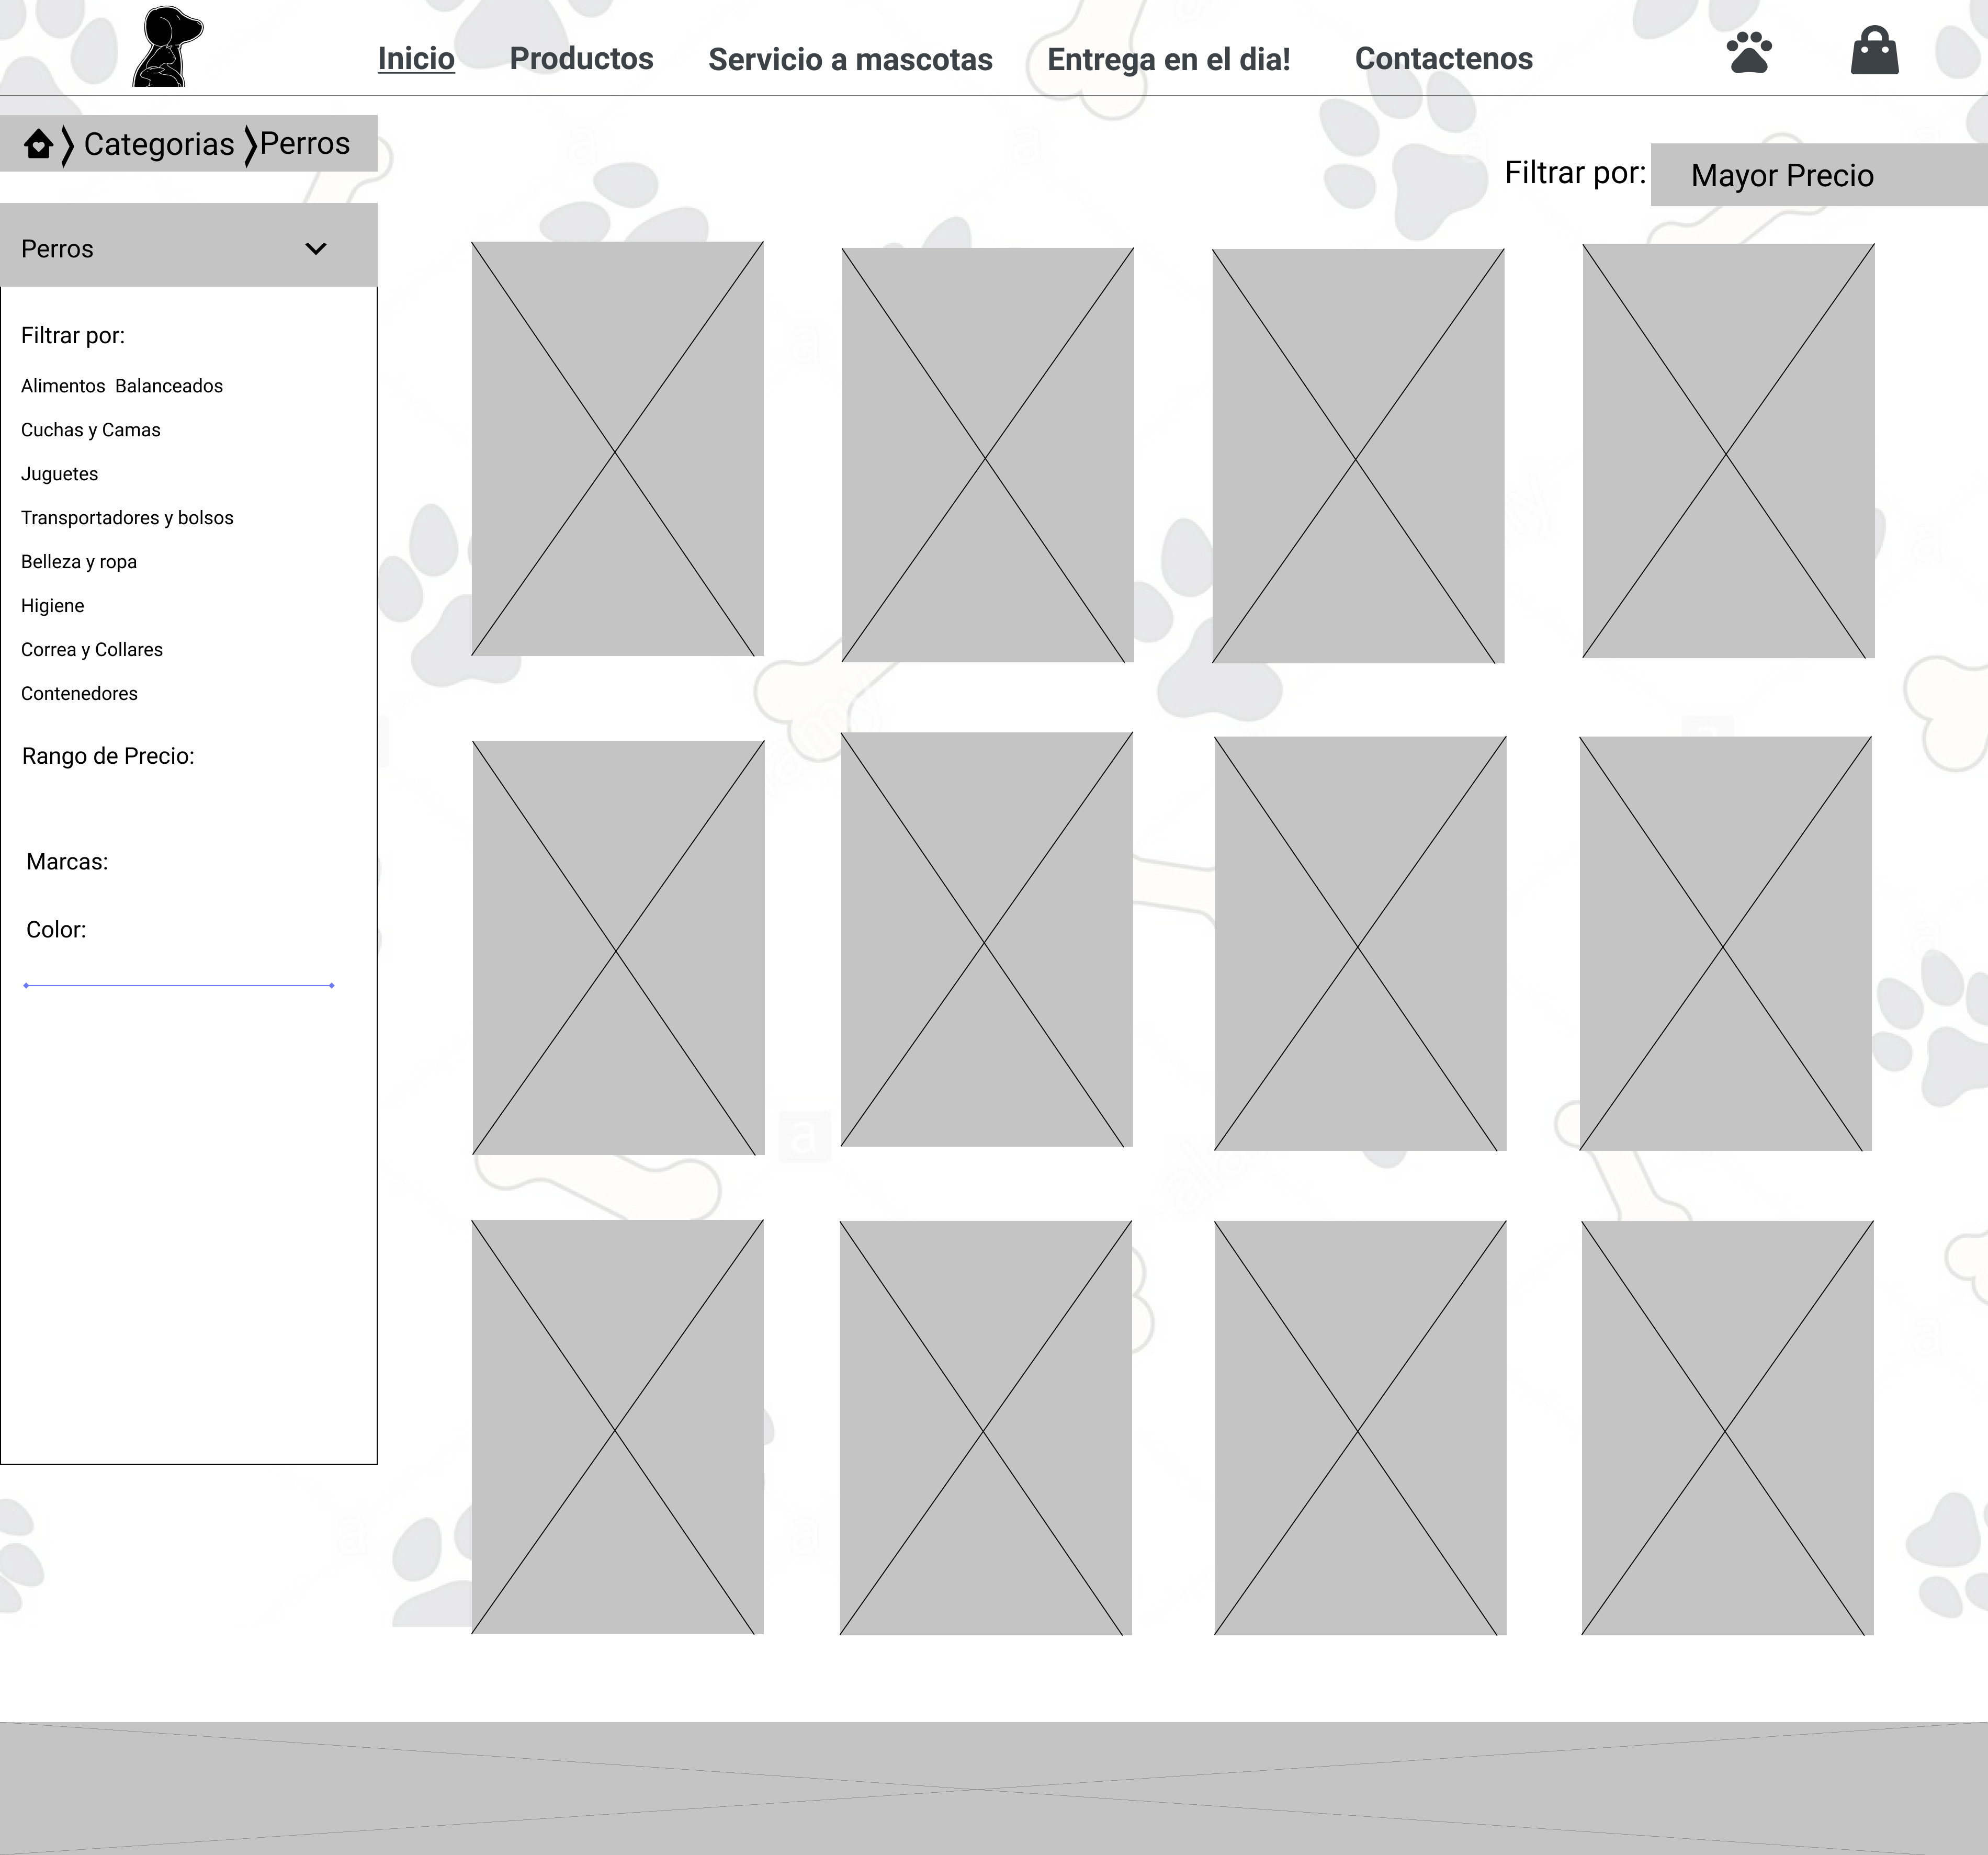 Inicio
Productos
Servicio a mascotas
Entrega en el dia!
Contactenos
Categorias
Perros
Filtrar por:
Mayor Precio
Perros
Filtrar por:
Alimentos  Balanceados
Cuchas y Camas
Juguetes
Transportadores y bolsos
Belleza y ropa
Higiene
Correa y Collares
Contenedores
Rango de Precio:
Marcas:
Color:
a